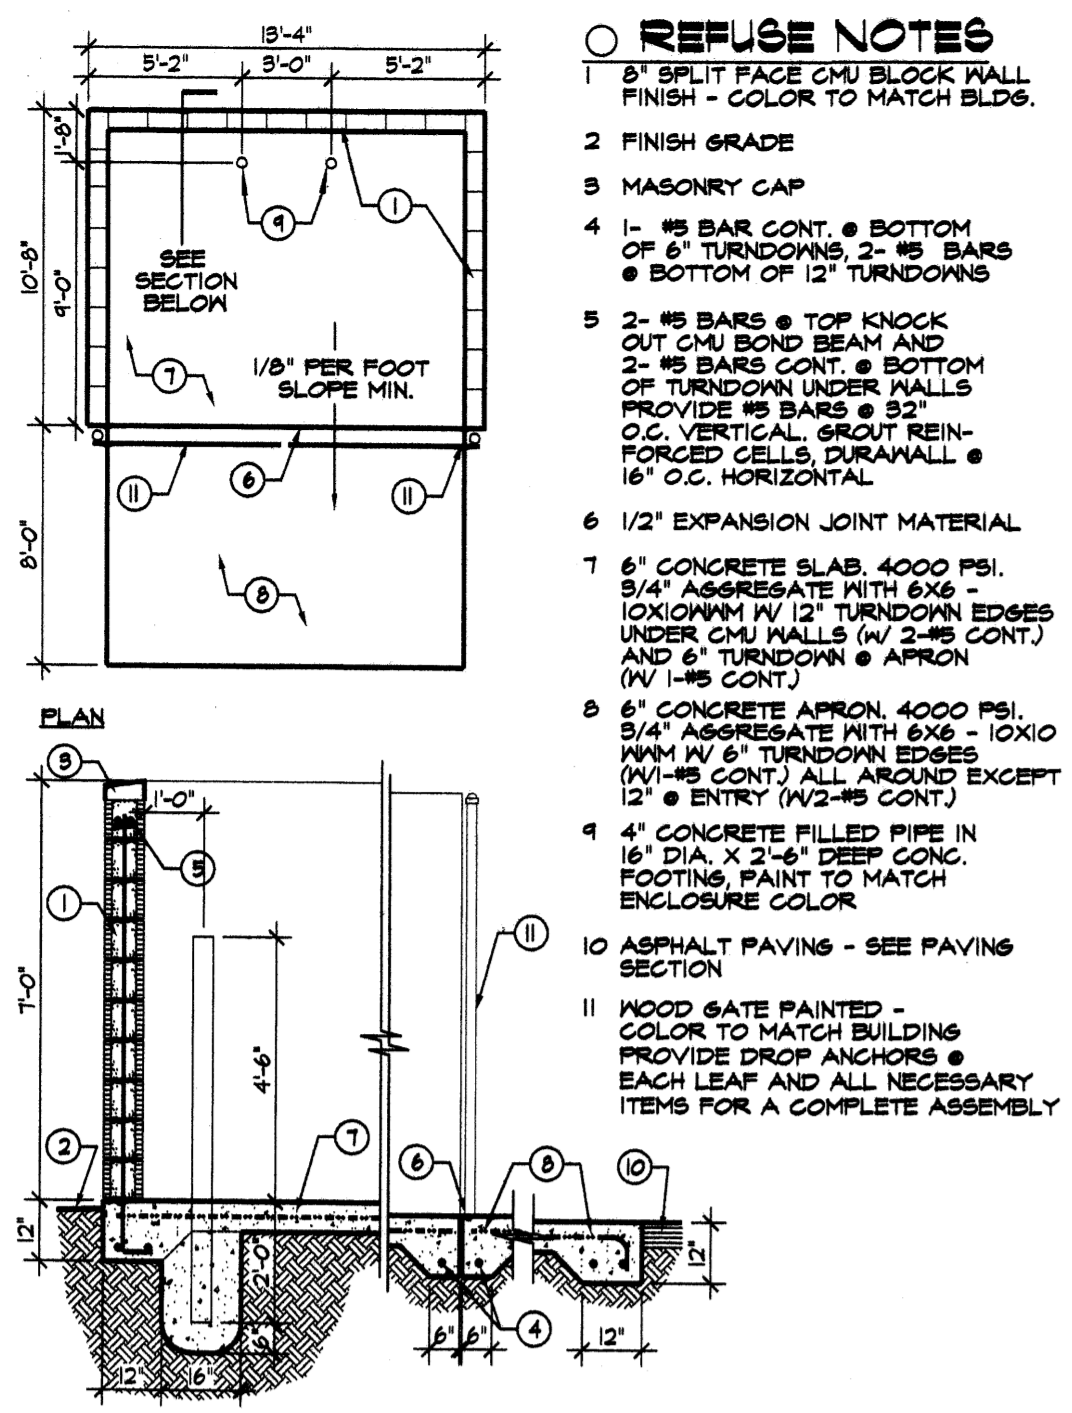 13'-4"
5'-2" 3'-0" 5'-2"
1'-8"
10'-8"
9'-0"
8'-0"
1
9
SEE
SECTION
BELOW
7
1/8" PER FOOT
SLOPE MIN.
11
6
11
8
PLAN
3
1'-0"
5
1
11
7'-0"
4'-6"
2
7
6
8
10
12"
2'-0"
6"
12"
6" 6"
4
12"
12" 16"
REFUSE NOTES
1 8" SPLIT FACE CMU BLOCK WALL
FINISH - COLOR TO MATCH BLDG.
2 FINISH GRADE
3 MASONRY CAP
4 1- #5 BAR CONT. @ BOTTOM
OF 6" TURNDOWNS, 2- #5 BARS
@ BOTTOM OF 12" TURNDOWNS
5 2- #5 BARS @ TOP KNOCK
OUT CMU BOND BEAM AND
2- #5 BARS CONT. @ BOTTOM
OF TURNDOWN UNDER WALLS
PROVIDE #5 BARS @ 32"
O.C. VERTICAL. GROUT REIN-
FORCED CELLS, DURAWALL @
16" O.C. HORIZONTAL
6 1/2" EXPANSION JOINT MATERIAL
7 6" CONCRETE SLAB. 4000 PSI.
3/4" AGGREGATE WITH 6X6 -
10X10WWM W/ 12" TURNDOWN EDGES
UNDER CMU WALLS (W/ 2-#5 CONT.)
AND 6" TURNDOWN @ APRON
(W/ 1-#5 CONT.)
8 6" CONCRETE APRON. 4000 PSI.
3/4" AGGREGATE WITH 6X6 - 10X10
WWM W/ 6" TURNDOWN EDGES
(W/1-#5 CONT.) ALL AROUND EXCEPT
12" @ ENTRY (W/2-#5 CONT.)
9 4" CONCRETE FILLED PIPE IN
16" DIA. X 2'-6" DEEP CONC.
FOOTING, PAINT TO MATCH
ENCLOSURE COLOR
10 ASPHALT PAVING - SEE PAVING
SECTION
11 WOOD GATE PAINTED -
COLOR TO MATCH BUILDING
PROVIDE DROP ANCHORS @
EACH LEAF AND ALL NECESSARY
ITEMS FOR A COMPLETE ASSEMBLY